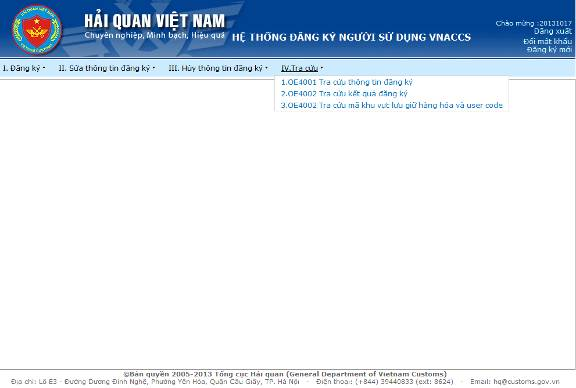 HẢI QUAN VIỆT NAM
Chuyên nghiệp, Minh bạch, Hiệu quả
HỆ THỐNG ĐĂNG KÝ NGƯỜI SỬ DỤNG VNACCS
Chào mừng :20131017
Đăng xuất
Đổi mật khẩu
Đăng ký mới
I. Đăng ký
II. Sửa thông tin đăng ký
III. Hủy thông tin đăng ký
IV.Tra cứu
1.OE4001 Tra cứu thông tin đăng ký
2.OE4002 Tra cứu kết quả đăng ký
3.OE4002 Tra cứu mã khu vực lưu giữ hàng hóa và user code
©Bản quyền 2005-2013 Tổng cục Hải quan (General Department of Vietnam Customs)
Địa chỉ: Lô E3 - Đường Dương Đình Nghệ, Phường Yên Hòa, Quận Cầu Giấy, TP. Hà Nội - Điện thoại: (+844) 39440833 (ext: 8624) - Email: hq@customs.gov.vn